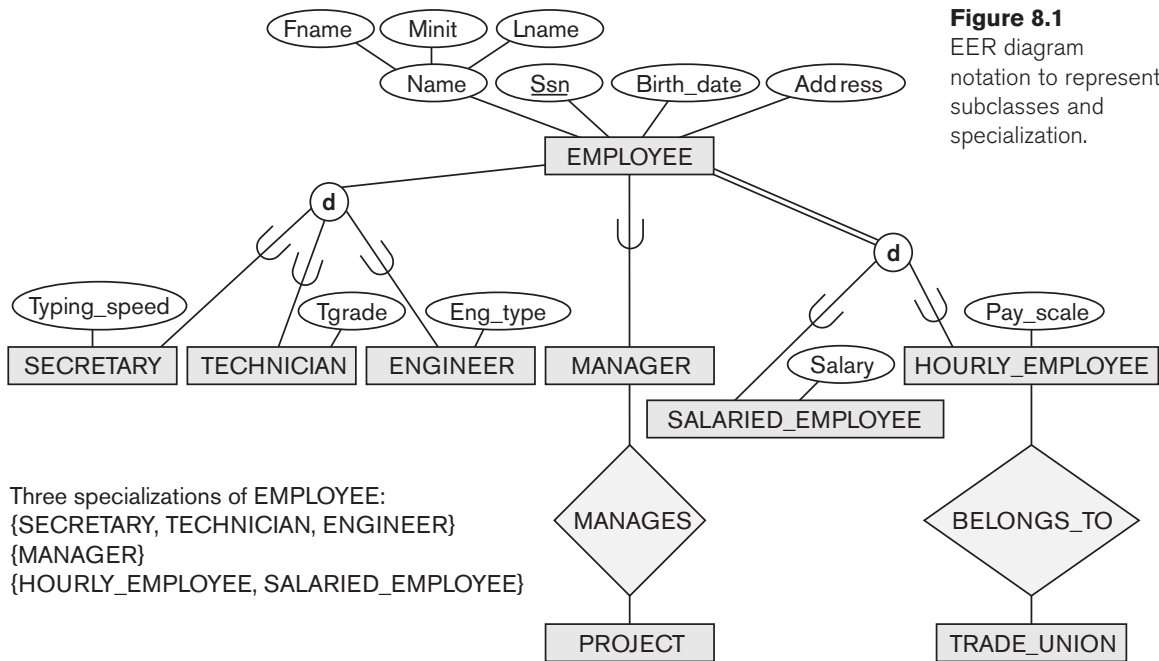 Figure 8.1
EER diagram
notation to represent
subclasses and
specialization.
Fname
Minit
Lname
Name
Ssn
Birth_date
Address
EMPLOYEE
d
d
Typing_speed
Tgrade
Eng_type
Pay_scale
SECRETARY
TECHNICIAN
ENGINEER
MANAGER
Salary
HOURLY_EMPLOYEE
SALARIED_EMPLOYEE
Three specializations of EMPLOYEE:
{SECRETARY, TECHNICIAN, ENGINEER}
{MANAGER}
{HOURLY_EMPLOYEE, SALARIED_EMPLOYEE}
MANAGES
BELONGS_TO
PROJECT
TRADE_UNION